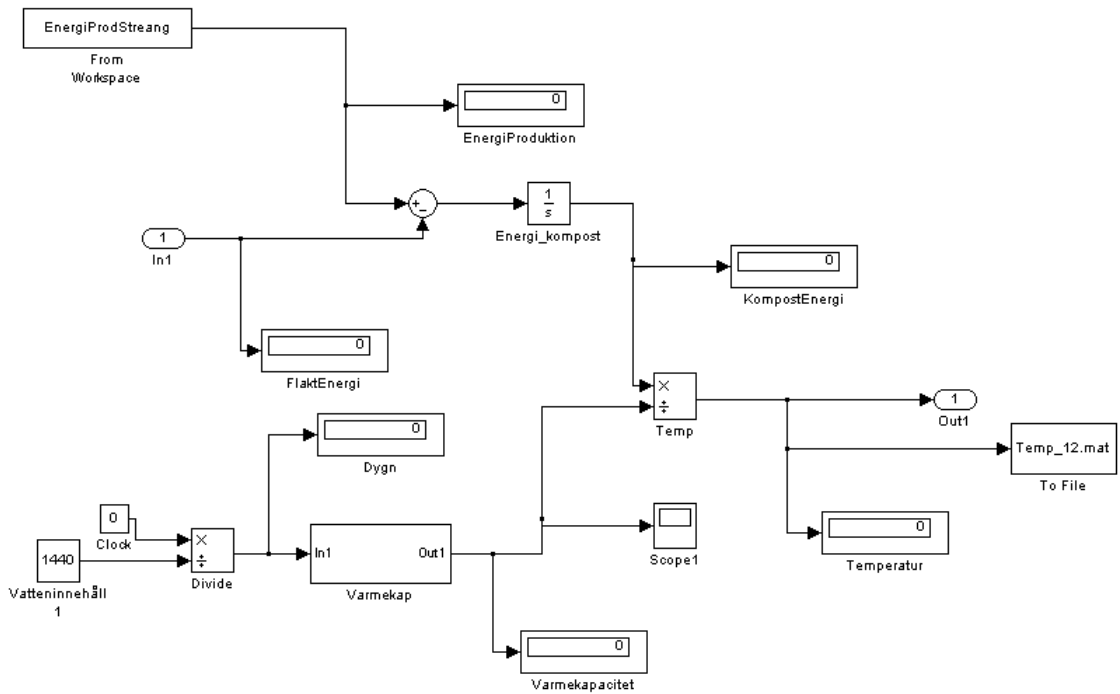 EnergiProdStreang
From
Workspace
0
EnergiProduktion
+
−
1
s
Energi_kompost
1
In1
0
KompostEnergi
0
FlaktEnergi
×
÷
Temp
1
Out1
Temp_12.mat
To File
0
Dygn
0
Clock
1440
Vatteninnehåll
1
×
÷
Divide
In1
Out1
Varmekap
Scope1
0
Temperatur
0
Varmekapacitet